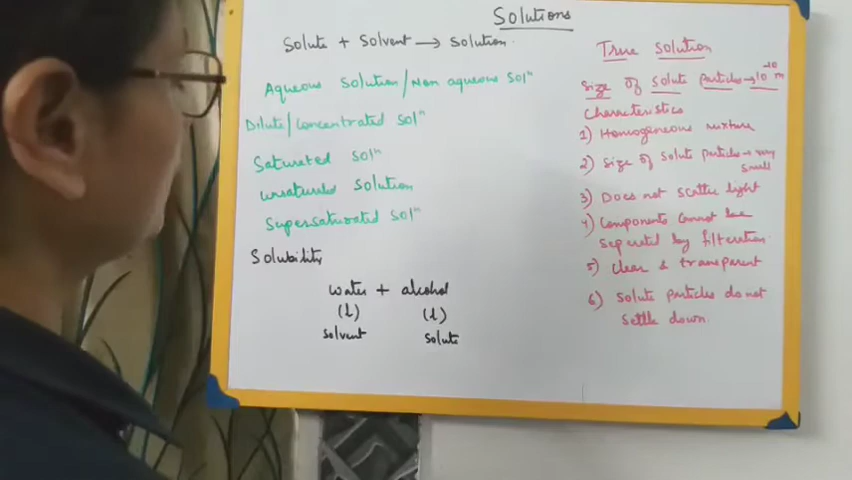 Solutions
Solute + Solvent → Solution.
Aqueous Solution/Non aqueous Solⁿ
Dilute/concentrated Solⁿ
Saturated Solⁿ
unsatured Solution
Supersaturated Solⁿ
Solubility
water + alcohol
(l) (l)
Solvent Solute
True Solution
Size of solute particles → 10⁻¹⁰ m
Characteristics
1) Homogeneous mixture
2) Size of Solute Particles → very
Small
3) Does not scatter light
4) Components cannot be
seperated by filteration.
5) clear & transparent
6) Solute particles do not
settle down.